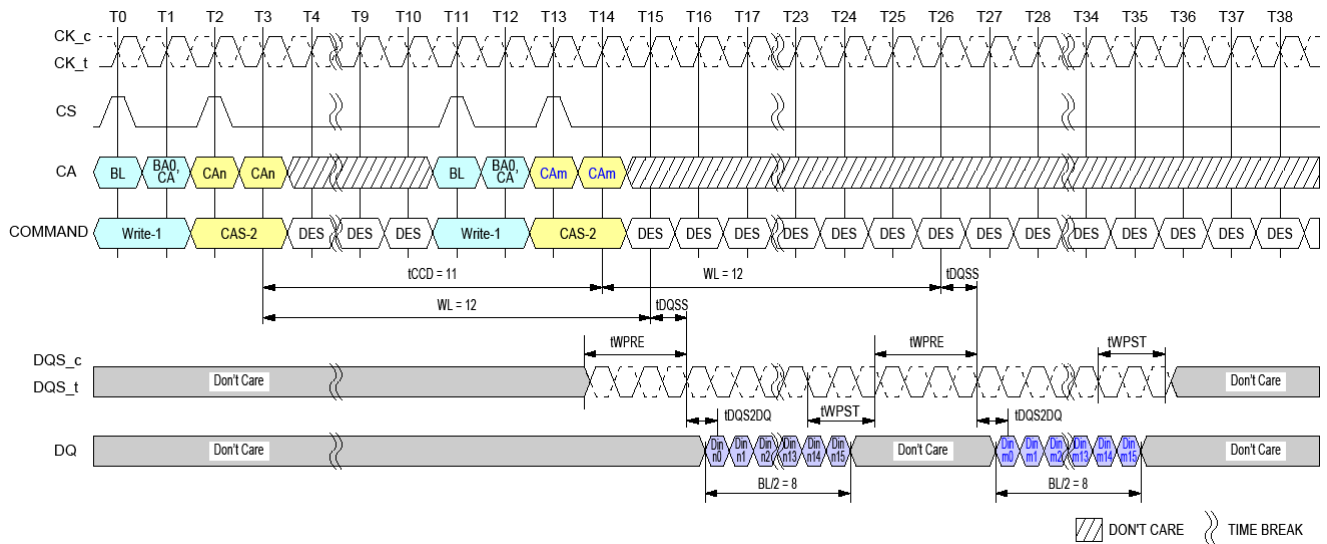 T0 T1 T2 T3 T4 T9 T10 T11 T12 T13 T14 T15 T16 T17 T23 T24 T25 T26 T27 T28 T34 T35 T36 T37 T38
CK_c
CK_t
CS
CA BL BA0, CA CAn CAn BL BA0, CA CAm CAm
COMMAND Write-1 CAS-2 DES DES DES Write-1 CAS-2 DES DES DES DES DES DES DES DES DES DES DES DES DES DES
tCCD = 11 WL = 12 tDQSS
WL = 12 tDQSS
tWPRE tWPRE tWPST
DQS_c
DQS_t Don't Care Don't Care
tDQS2DQ tWPST tDQS2DQ
DQ Don't Care Din n0 Din n1 Din n2 Din n13 Din n14 Din n15 Don't Care Din m0 Din m1 Din m2 Din m13 Din m14 Din m15 Don't Care
BL/2 = 8 BL/2 = 8
DON'T CARE TIME BREAK